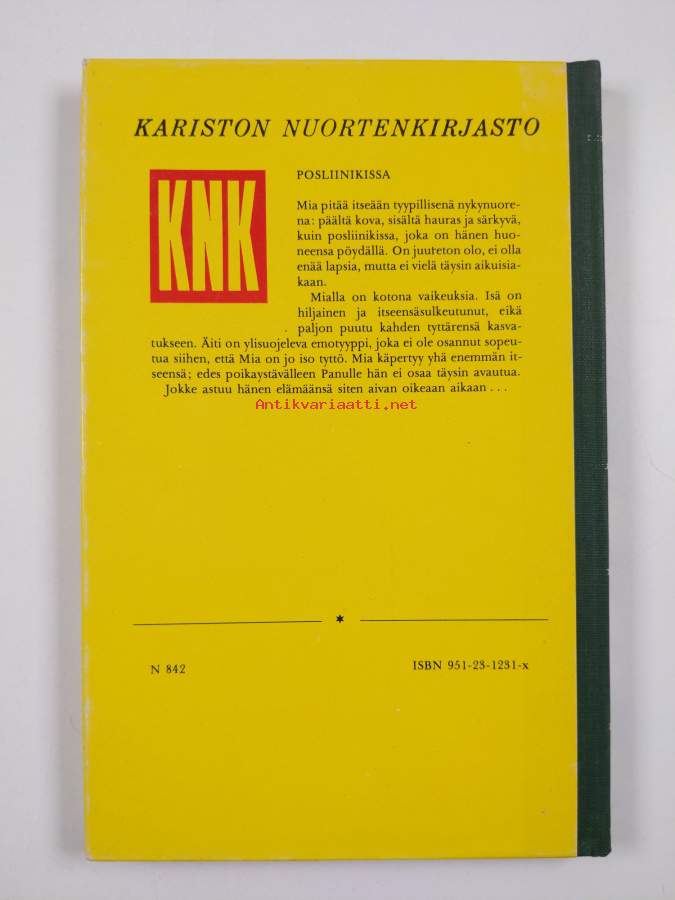 KARISTON NUORTENKIRJASTO
KNK
POSLIINIKISSA
Mia pitää itseään tyypillisenä nykynuore-
na: päältä kova, sisältä hauras ja särkyvä,
kuin posliinikissa, joka on hänen huo-
neensa pöydällä. On juureton olo, ei olla
enää lapsia, mutta ei vielä täysin aikuisia-
kaan.
Mialla on kotona vaikeuksia. Isä on
hiljainen ja itseensäsulkeutunut, eikä
paljon puutu kahden tyttärensä kasva-
tukseen. Äiti on ylisuojeleva emotyyppi, joka ei ole osannut sopeu-
tua siihen, että Mia on jo iso tyttö. Mia käpertyy yhä enemmän it-
seensä; edes poikaystävälleen Panulle hän ei osaa täysin avautua.
Jokke astuu hänen elämäänsä siten aivan oikeaan aikaan . . .
Antikvariaatti.net
N 842
ISBN 951-23-1231-x